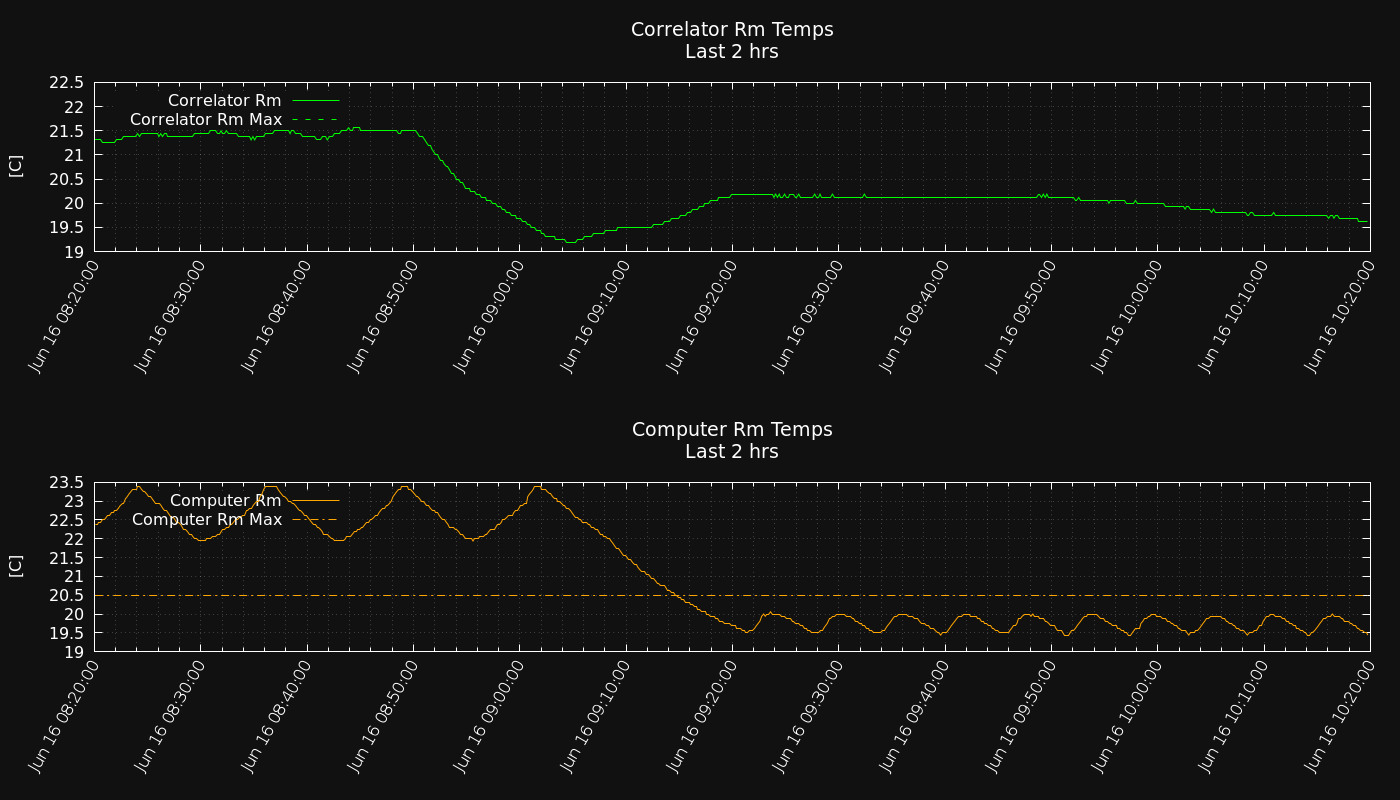 Correlator Rm Temps
Last 2 hrs
22.5
22
21.5
21
20.5
20
19.5
19
[C]
Correlator Rm
Correlator Rm Max
Jun 16 08:20:00
Jun 16 08:30:00
Jun 16 08:40:00
Jun 16 08:50:00
Jun 16 09:00:00
Jun 16 09:10:00
Jun 16 09:20:00
Jun 16 09:30:00
Jun 16 09:40:00
Jun 16 09:50:00
Jun 16 10:00:00
Jun 16 10:10:00
Jun 16 10:20:00
Computer Rm Temps
Last 2 hrs
23.5
23
22.5
22
21.5
21
20.5
20
19.5
19
[C]
Computer Rm
Computer Rm Max
Jun 16 08:20:00
Jun 16 08:30:00
Jun 16 08:40:00
Jun 16 08:50:00
Jun 16 09:00:00
Jun 16 09:10:00
Jun 16 09:20:00
Jun 16 09:30:00
Jun 16 09:40:00
Jun 16 09:50:00
Jun 16 10:00:00
Jun 16 10:10:00
Jun 16 10:20:00